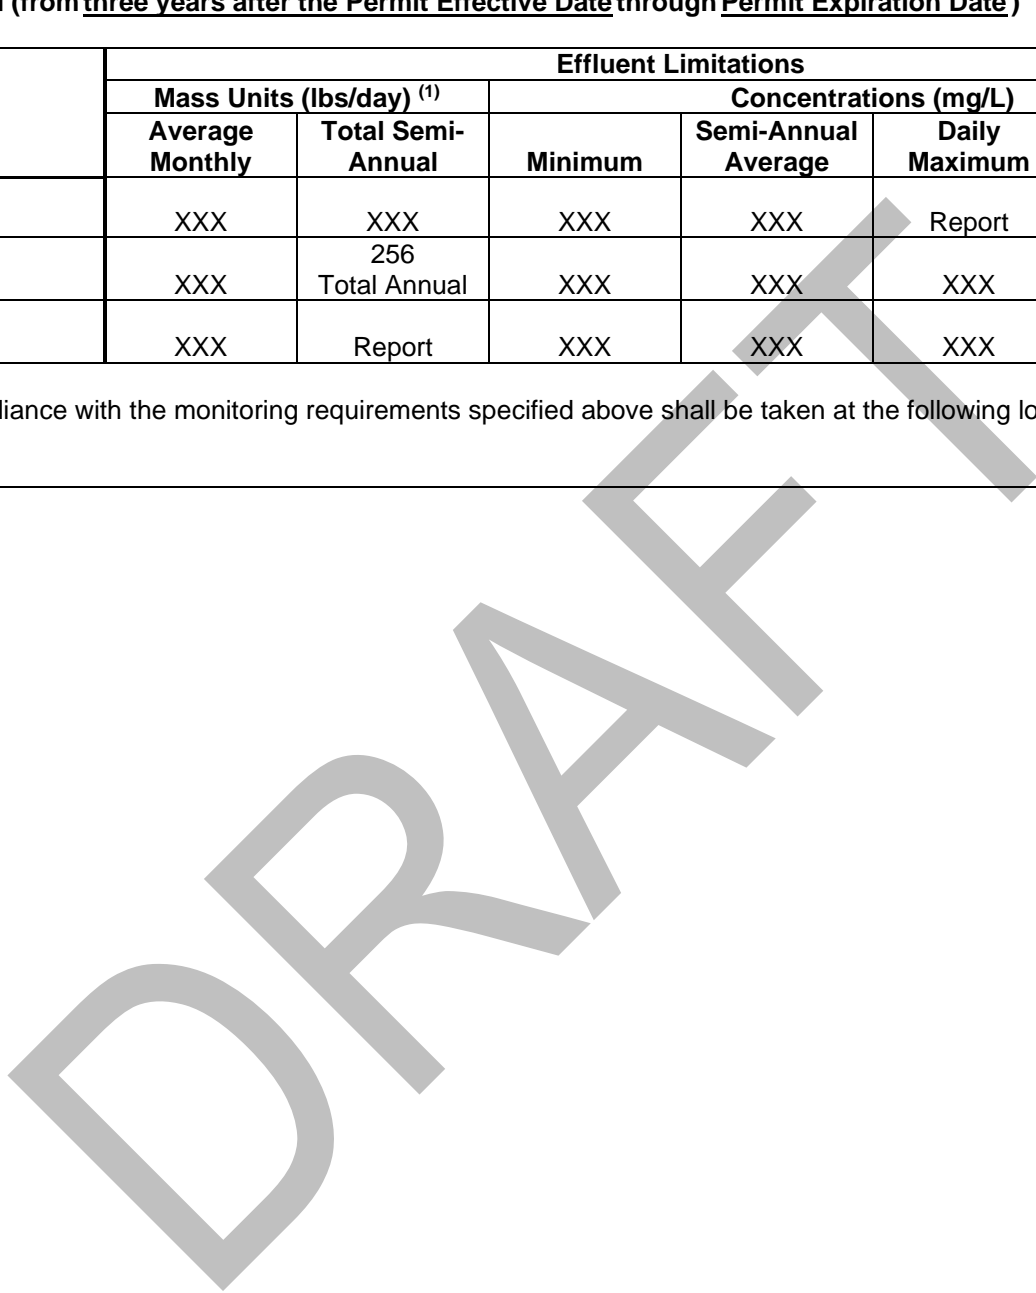 (from three years after the Permit Effective Date through Permit Expiration Date)
Effluent Limitations
Mass Units (lbs/day) (1) Concentrations (mg/L)
Average Monthly Total Semi-Annual Minimum Semi-Annual Average Daily Maximum
XXX XXX XXX XXX Report
XXX 256 Total Annual XXX XXX XXX
XXX Report XXX XXX XXX
liance with the monitoring requirements specified above shall be taken at the following lo
DRAFT